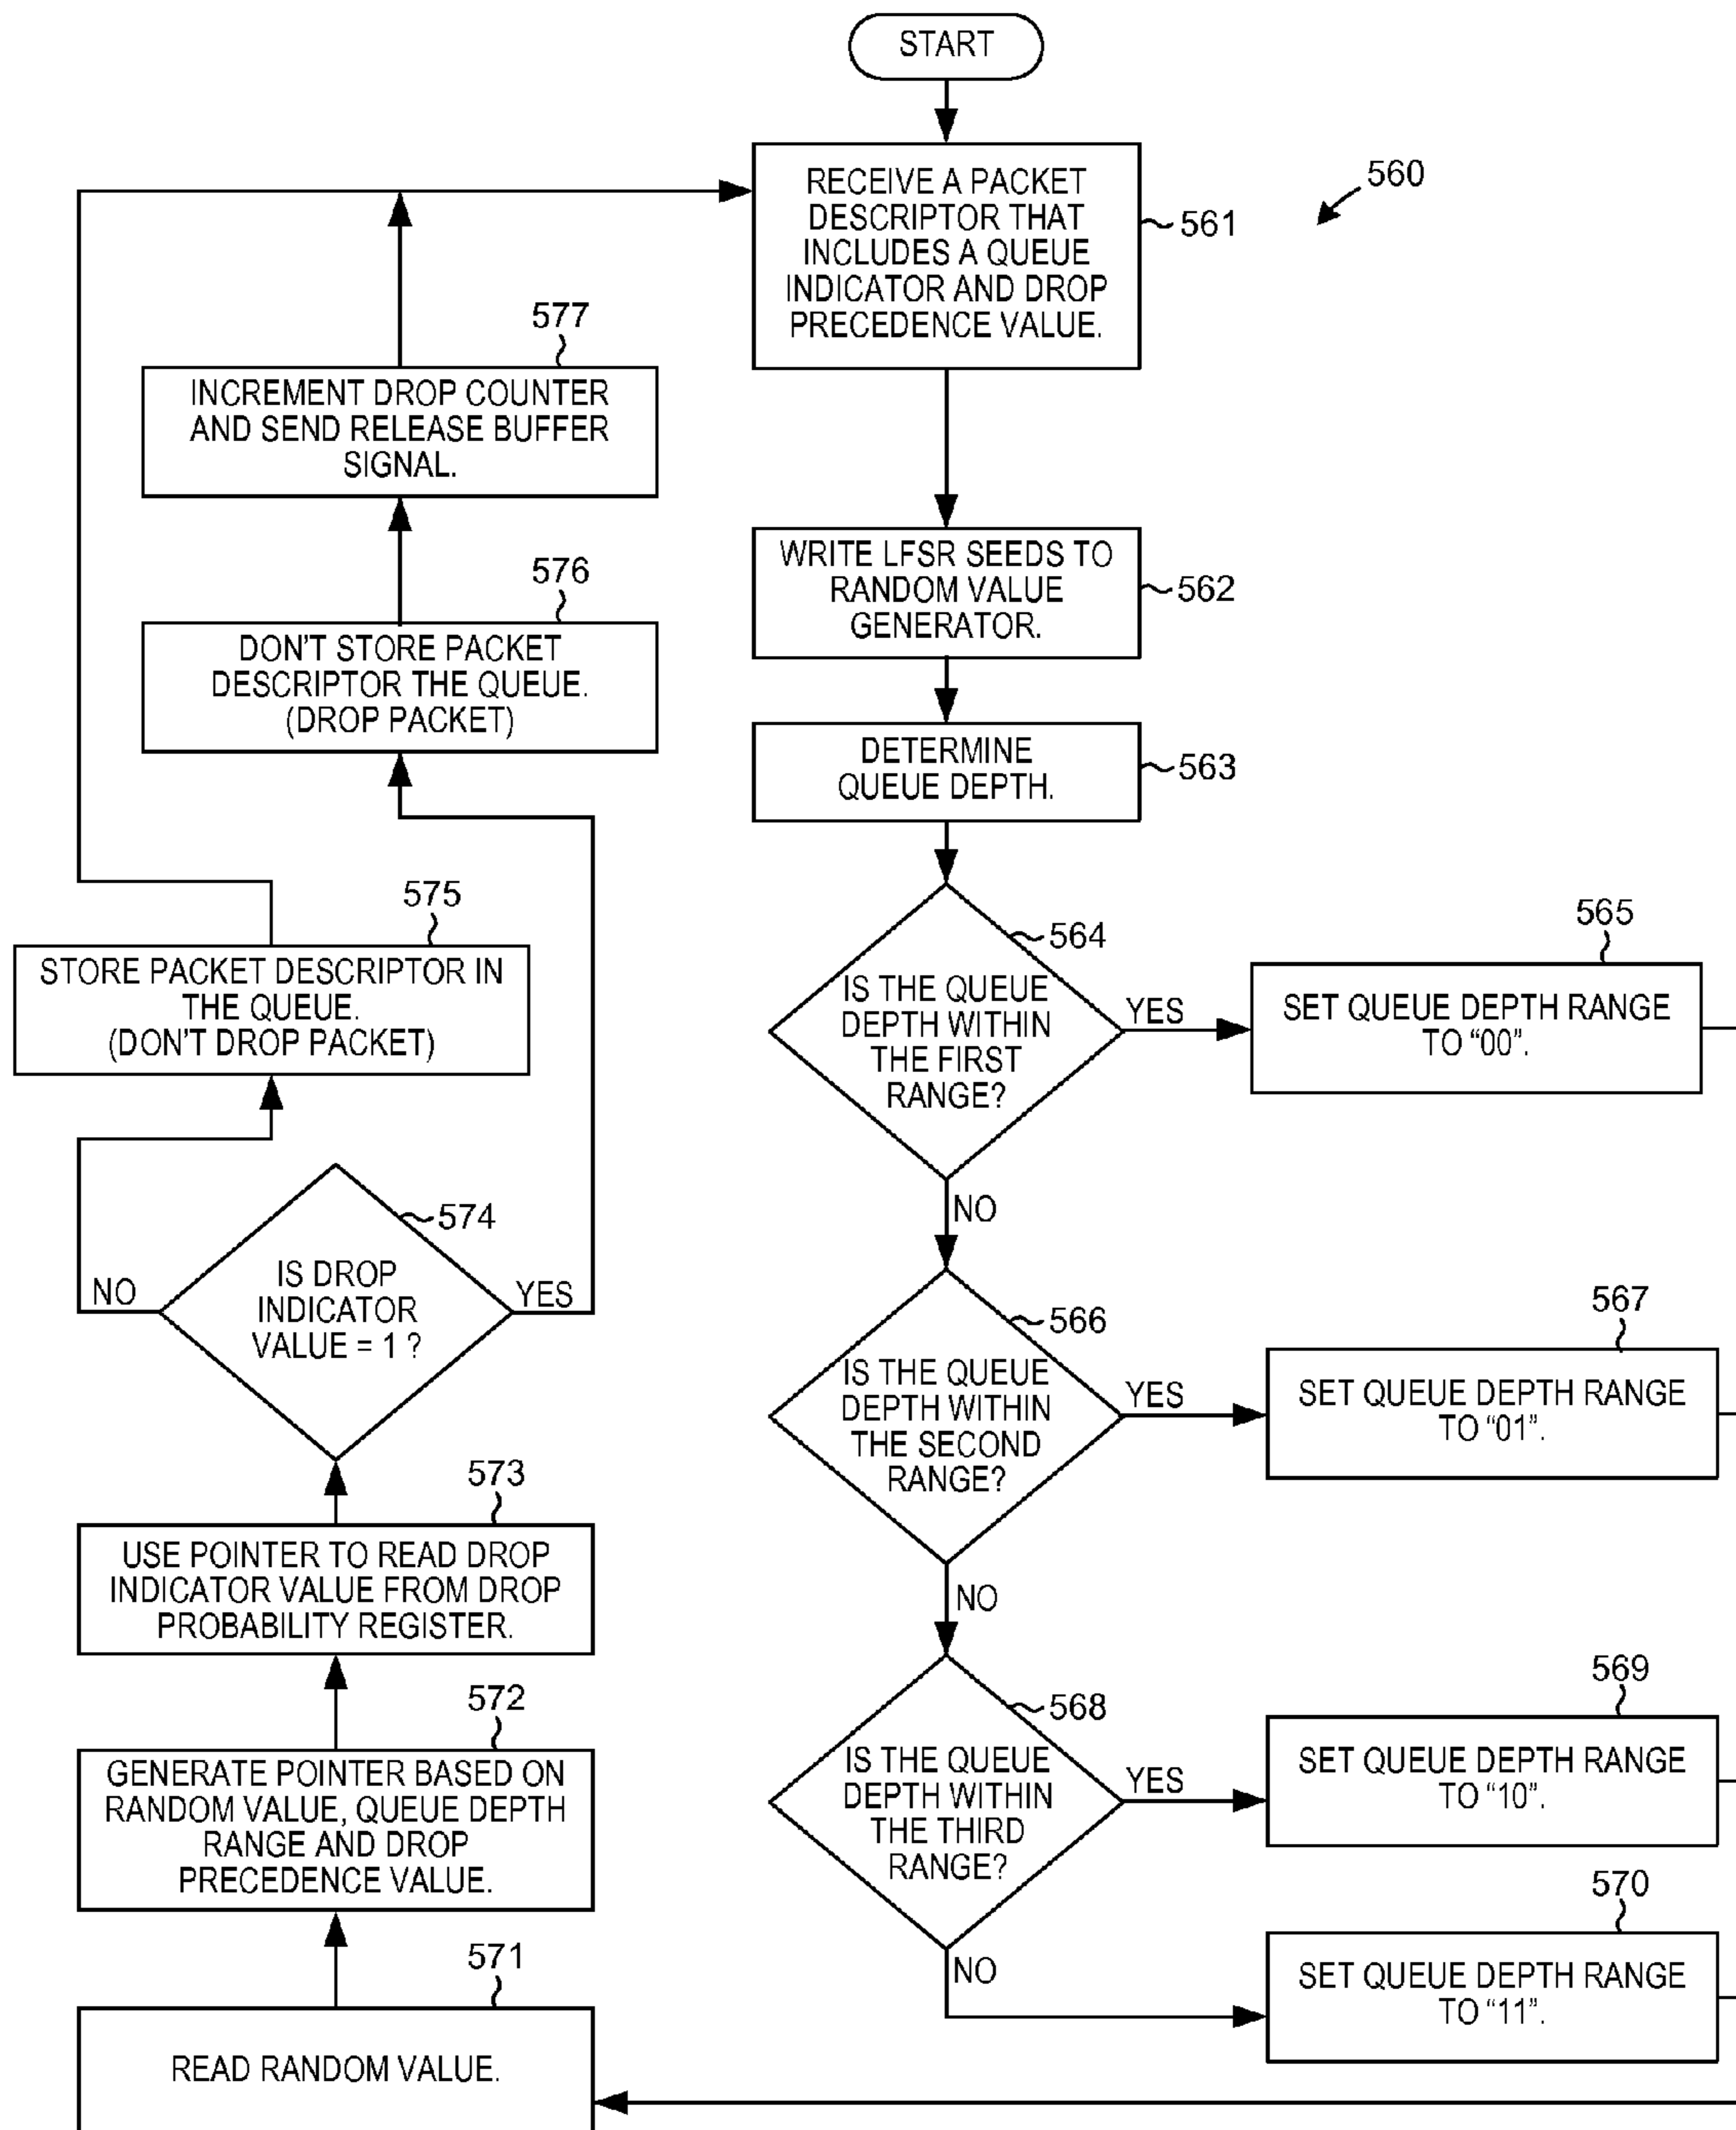 START
RECEIVE A PACKET
DESCRIPTOR THAT
INCLUDES A QUEUE
INDICATOR AND DROP
PRECEDENCE VALUE.
561
560
WRITE LFSR SEEDS TO
RANDOM VALUE
GENERATOR.
562
DETERMINE
QUEUE DEPTH.
563
564
IS THE QUEUE
DEPTH WITHIN
THE FIRST
RANGE?
YES
NO
565
SET QUEUE DEPTH RANGE
TO “00”.
566
IS THE QUEUE
DEPTH WITHIN
THE SECOND
RANGE?
YES
NO
567
SET QUEUE DEPTH RANGE
TO “01”.
568
IS THE QUEUE
DEPTH WITHIN
THE THIRD
RANGE?
YES
NO
569
SET QUEUE DEPTH RANGE
TO “10”.
570
SET QUEUE DEPTH RANGE
TO “11”.
571
READ RANDOM VALUE.
572
GENERATE POINTER BASED ON
RANDOM VALUE, QUEUE DEPTH
RANGE AND DROP
PRECEDENCE VALUE.
573
USE POINTER TO READ DROP
INDICATOR VALUE FROM DROP
PROBABILITY REGISTER.
574
IS DROP
INDICATOR
VALUE = 1 ?
NO
YES
575
STORE PACKET DESCRIPTOR IN
THE QUEUE.
(DON'T DROP PACKET)
576
DON'T STORE PACKET
DESCRIPTOR THE QUEUE.
(DROP PACKET)
577
INCREMENT DROP COUNTER
AND SEND RELEASE BUFFER
SIGNAL.